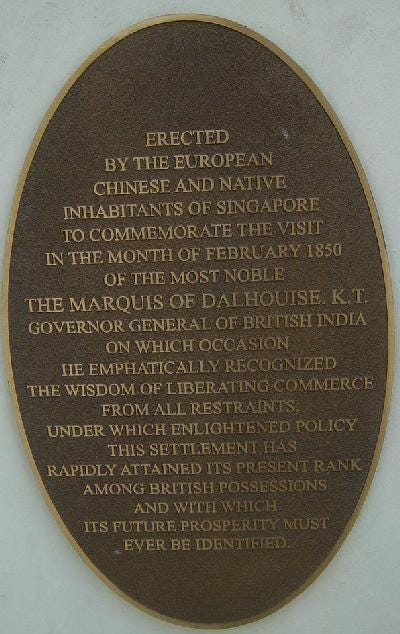 ERECTED
BY THE EUROPEAN
CHINESE AND NATIVE
INHABITANTS OF SINGAPORE
TO COMMEMORATE THE VISIT
IN THE MONTH OF FEBRUARY 1850
OF THE MOST NOBLE
THE MARQUIS OF DALHOUISE. K.T.
GOVERNOR GENERAL OF BRITISH INDIA
ON WHICH OCCASION
HE EMPHATICALLY RECOGNIZED
THE WISDOM OF LIBERATING COMMERCE
FROM ALL RESTRAINTS,
UNDER WHICH ENLIGHTENED POLICY
THIS SETTLEMENT HAS
RAPIDLY ATTAINED ITS PRESENT RANK
AMONG BRITISH POSSESSIONS
AND WITH WHICH
ITS FUTURE PROSPERITY MUST
EVER BE IDENTIFIED.